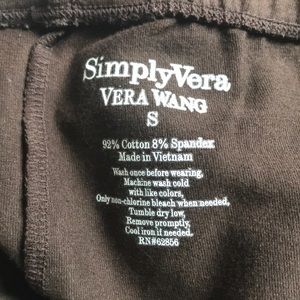 SimplyVera
VERA WANG
S
92% Cotton 8% Spandex
Made in Vietnam
Wash once before wearing,
Machine wash cold
with like colors,
Only non-chlorine bleach when needed,
Tumble dry low,
Remove promptly,
Cool iron if needed.
RN#62856